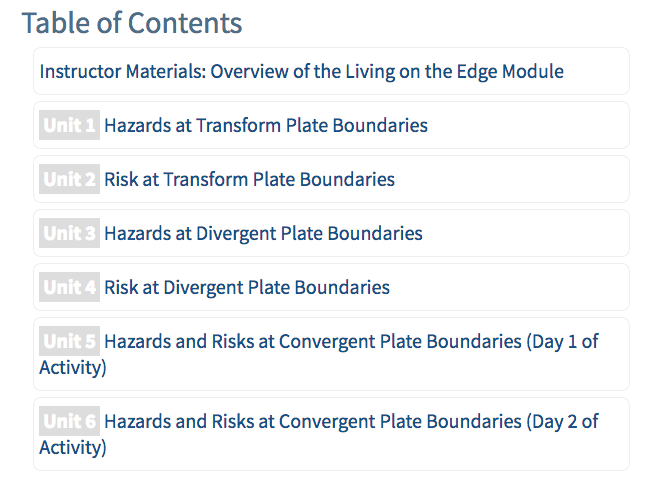 Table of Contents
Instructor Materials: Overview of the Living on the Edge Module
Unit 1 Hazards at Transform Plate Boundaries
Unit 2 Risk at Transform Plate Boundaries
Unit 3 Hazards at Divergent Plate Boundaries
Unit 4 Risk at Divergent Plate Boundaries
Unit 5 Hazards and Risks at Convergent Plate Boundaries (Day 1 of
Activity)
Unit 6 Hazards and Risks at Convergent Plate Boundaries (Day 2 of
Activity)